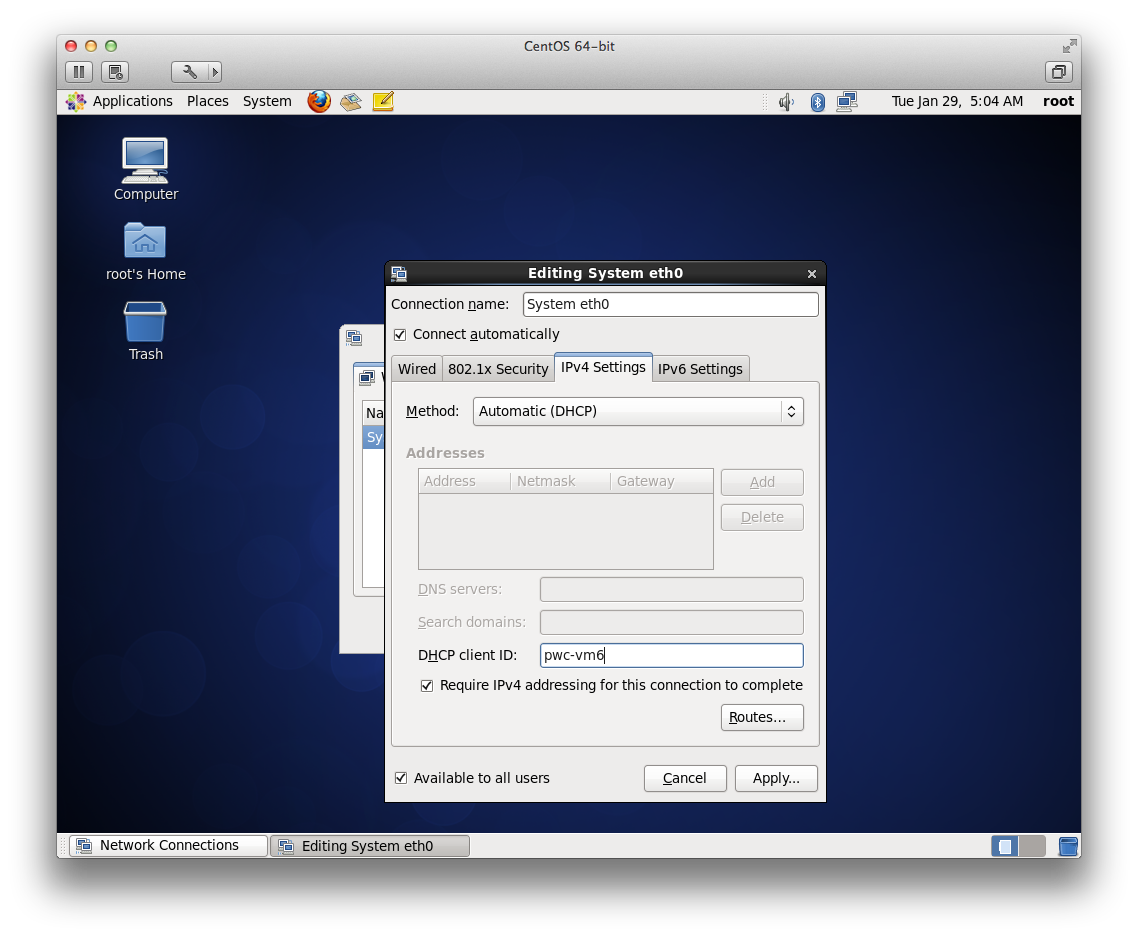 CentOS 64-bit
Applications Places System Tue Jan 29, 5:04 AM root
Computer
root's Home
Trash
Editing System eth0
Connection name: System eth0
Connect automatically
Wired 802.1x Security IPv4 Settings IPv6 Settings
Na
Method: Automatic (DHCP)
Sy
Addresses
Address Netmask Gateway Add
Delete
DNS servers:
Search domains:
DHCP client ID: pwc-vm6
Require IPv4 addressing for this connection to complete
Routes...
Available to all users Cancel Apply...
Network Connections Editing System eth0